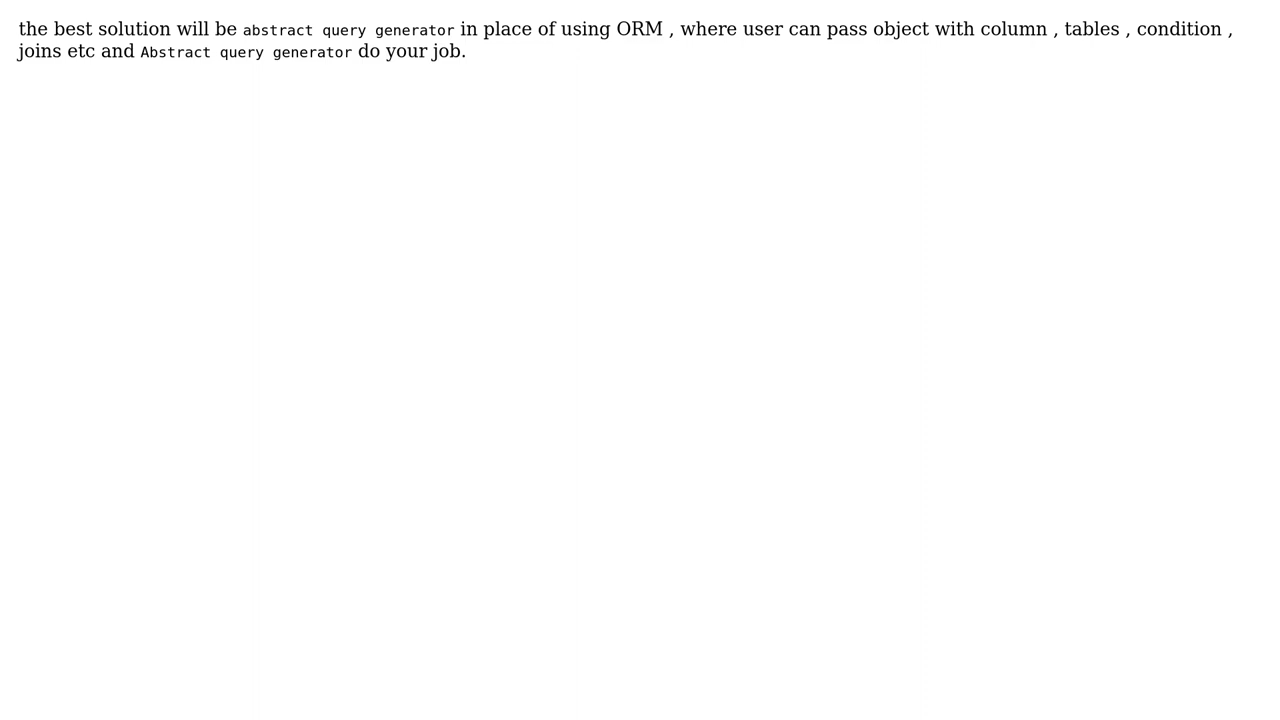 the best solution will be abstract query generator in place of using ORM , where user can pass object with column , tables , condition ,
joins etc and Abstract query generator do your job.